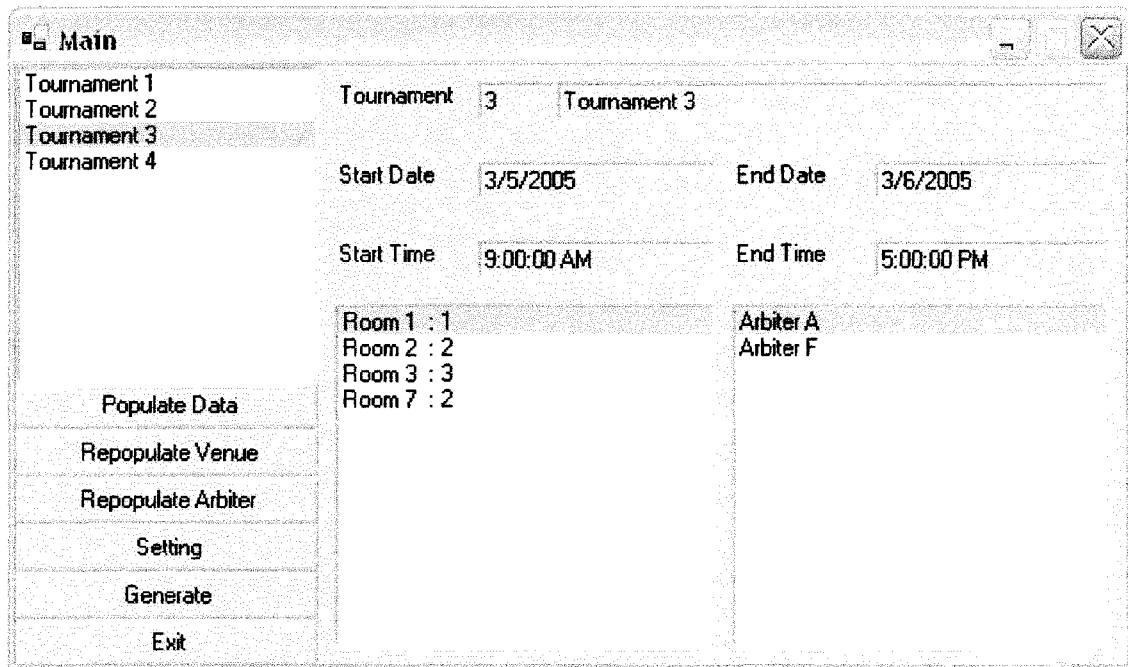 Main
Tournament 1
Tournament 2
Tournament 3
Tournament 4
Populate Data
Repopulate Venue
Repopulate Arbiter
Setting
Generate
Exit
Tournament 3 Tournament 3
Start Date 3/5/2005 End Date 3/6/2005
Start Time 9:00:00 AM End Time 5:00:00 PM
Room 1 : 1
Room 2 : 2
Room 3 : 3
Room 7 : 2
Arbiter A
Arbiter F